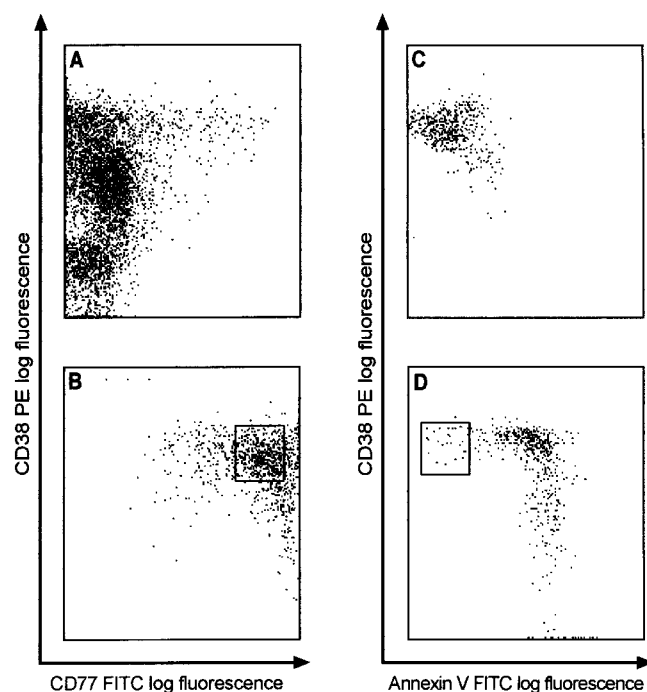 A
C
CD38 PE log fluorescence
CD38 PE log fluorescence
B
D
CD77 FITC log fluorescence
Annexin V FITC log fluorescence